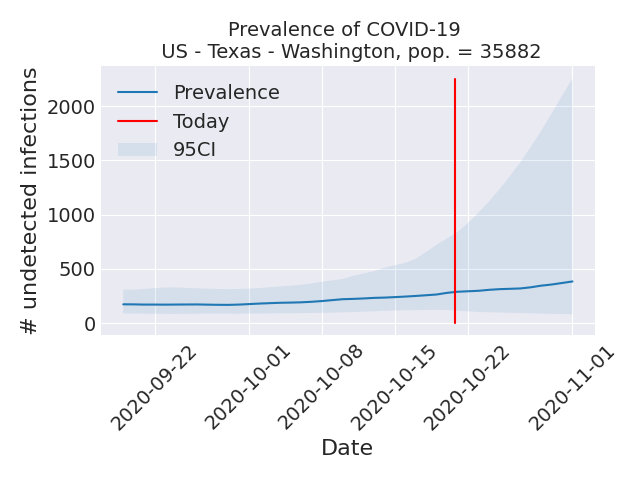 Prevalence of COVID-19
US - Texas - Washington, pop. = 35882
# undetected infections
2000
1500
1000
500
0
Prevalence
Today
95CI
2020-09-22
2020-10-01
2020-10-08
2020-10-15
2020-10-22
2020-11-01
Date